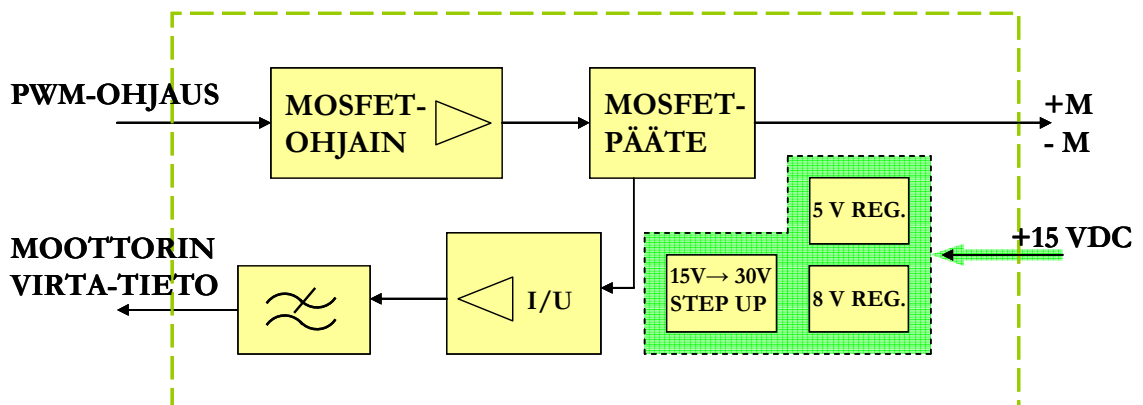 PWM-OHJAUS
MOSFET-
OHJAIN
MOSFET-
PÄÄTE
+M
- M
5 V REG.
MOOTTORIN
VIRTA-TIETO
I/U
15V→ 30V
STEP UP
8 V REG.
+15 VDC